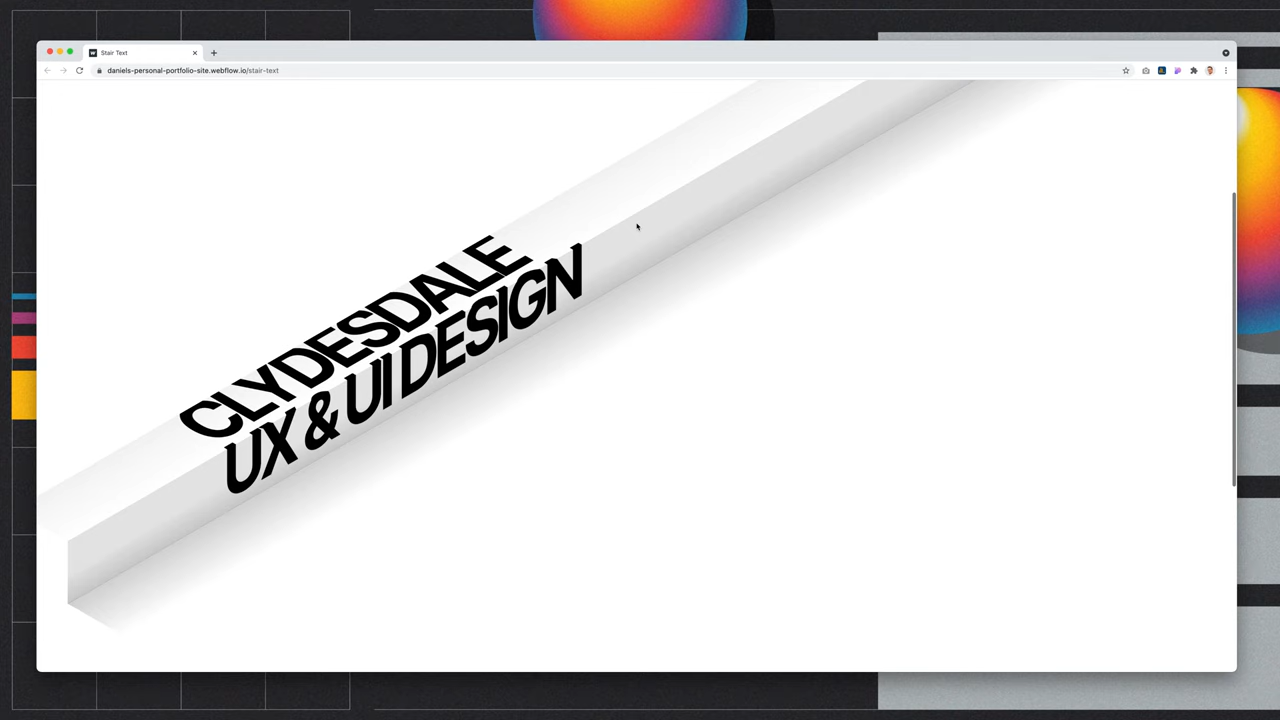 Stair Text
daniels-personal-portfolio-site.webflow.io/stair-text
CLYDESDALE
UX & UI DESIGN